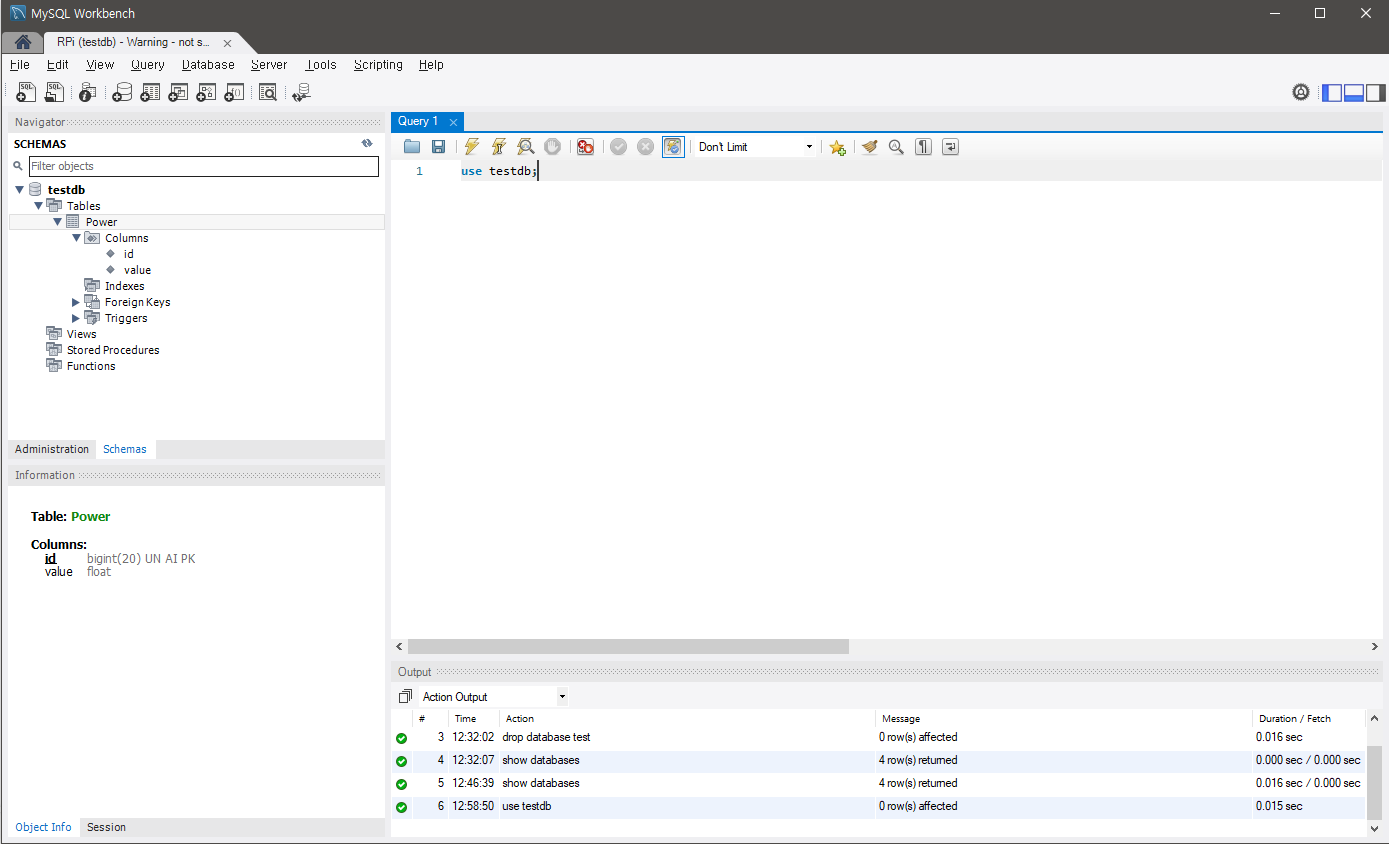 MySQL Workbench
RPi (testdb) - Warning - not s...
File Edit View Query Database Server Tools Scripting Help
Navigator
SCHEMAS
Filter objects
testdb
Tables
Power
Columns
id
value
Indexes
Foreign Keys
Triggers
Views
Stored Procedures
Functions
Administration Schemas
Information
Table: Power
Columns:
id bigint(20) UN AI PK
value float
Object Info Session
Query 1
Don't Limit
1 use testdb;
Output
Action Output
# Time Action Message Duration / Fetch
3 12:32:02 drop database test 0 row(s) affected 0.016 sec
4 12:32:07 show databases 4 row(s) returned 0.000 sec / 0.000 sec
5 12:46:39 show databases 4 row(s) returned 0.016 sec / 0.000 sec
6 12:58:50 use testdb 0 row(s) affected 0.015 sec